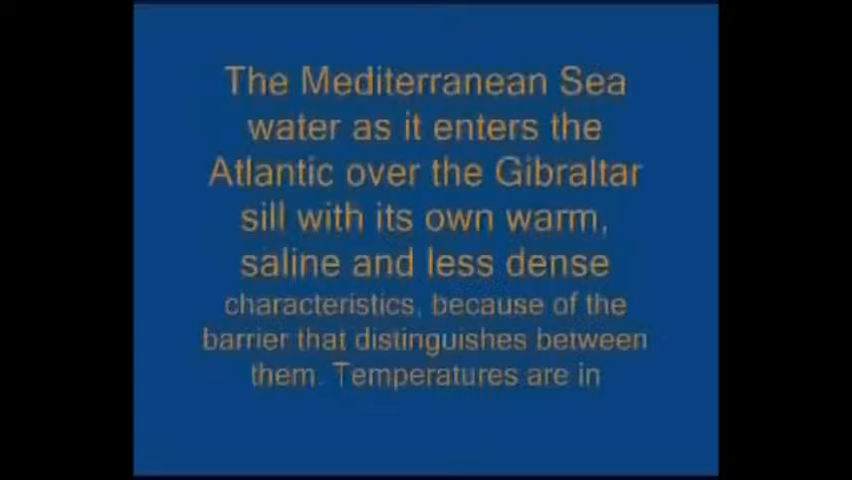 The Mediterranean Sea
water as it enters the
Atlantic over the Gibraltar
sill with its own warm,
saline and less dense
characteristics, because of the
barrier that distinguishes between
them. Temperatures are in